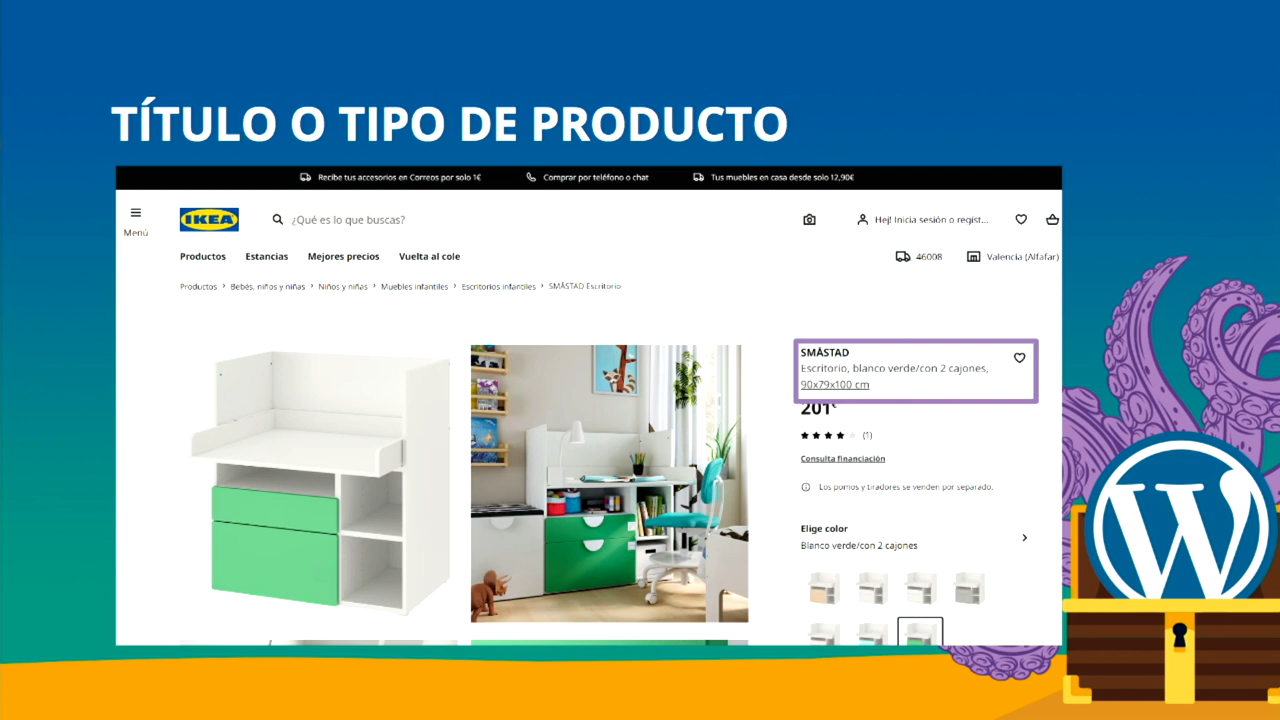 TÍTULO O TIPO DE PRODUCTO
Recibe tus accesorios en Correos por solo 1€
Comprar por teléfono o chat
Tus muebles en casa desde solo 12,90€
Menú
IKEA
¿Qué es lo que buscas?
Hej! Inicia sesión o regist...
Productos
Estancias
Mejores precios
Vuelta al cole
46008
Valencia (Alfafar)
Productos › Bebés, niños y niñas › Niños y niñas › Muebles infantiles › Escritorios infantiles › SMÅSTAD Escritorio
SMÅSTAD
Escritorio, blanco verde/con 2 cajones,
90x79x100 cm
201€
(1)
Consulta financiación
Los pomos y tiradores se venden por separado.
Elige color
Blanco verde/con 2 cajones
W